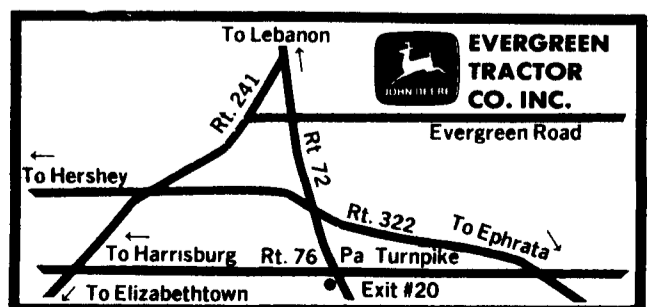 To Lebanon
EVERGREEN
TRACTOR
CO. INC.
JOHN DEERE
Rt. 241
Evergreen Road
Rt. 72
To Hershey
Rt. 322
To Ephrata
To Harrisburg
Rt. 76 Pa Turnpike
To Elizabethtown
Exit #20